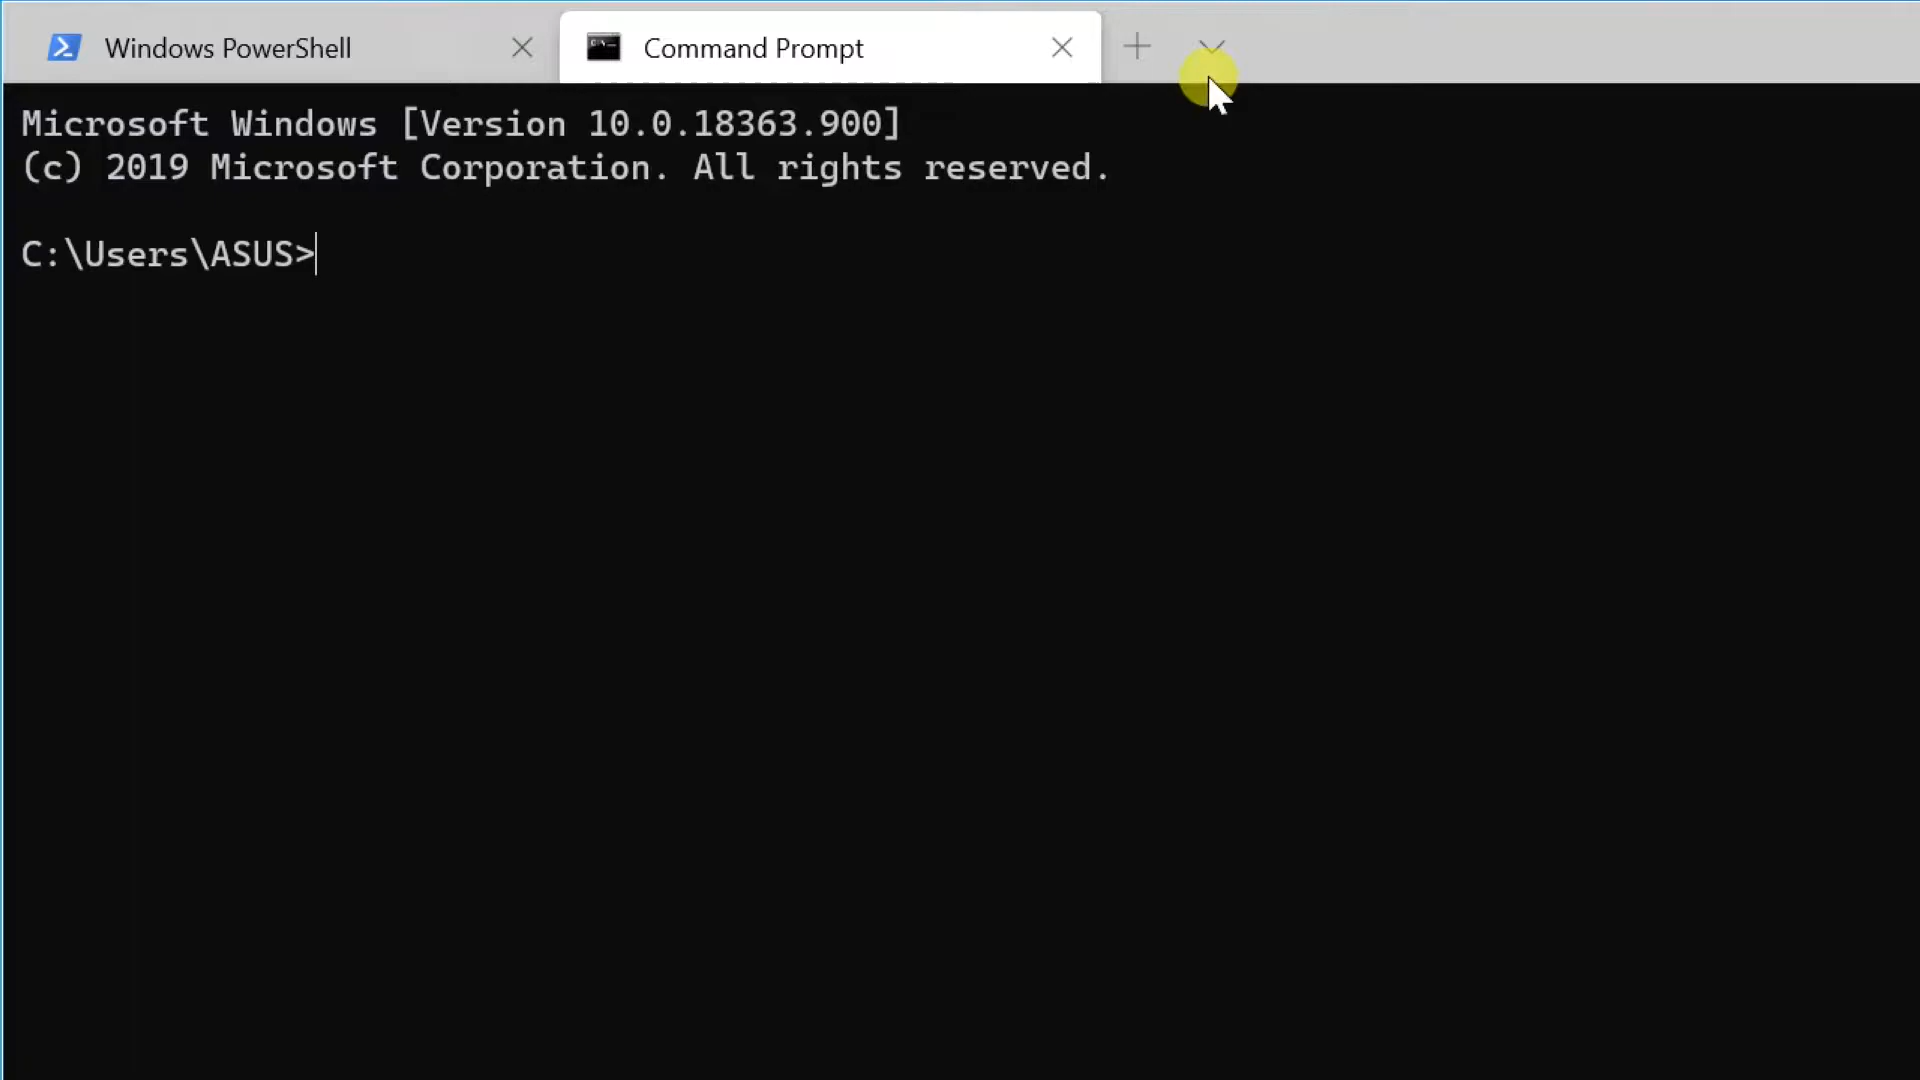 Windows PowerShell
Command Prompt
Microsoft Windows [Version 10.0.18363.900]
(c) 2019 Microsoft Corporation. All rights reserved.
C:\Users\ASUS>